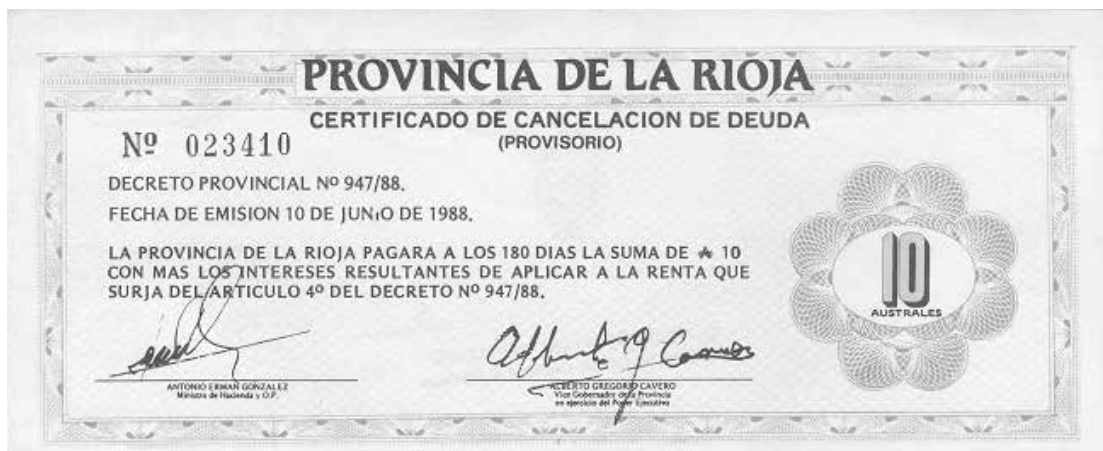 PROVINCIA DE LA RIOJA
CERTIFICADO DE CANCELACION DE DEUDA
(PROVISORIO)
Nº 023410
DECRETO PROVINCIAL Nº 947/88.
FECHA DE EMISION 10 DE JUNIO DE 1988.
LA PROVINCIA DE LA RIOJA PAGARA A LOS 180 DIAS LA SUMA DE ₳ 10
CON MAS LOS INTERESES RESULTANTES DE APLICAR A LA RENTA QUE
SURJA DEL ARTICULO 4º DEL DECRETO Nº 947/88.
10
AUSTRALES
ANTONIO ERMAN GONZALEZ
Ministro de Hacienda y O.P.
ALBERTO GREGORIO CAVERO
Vice Gobernador de la Provincia
en ejercicio del Poder Ejecutivo